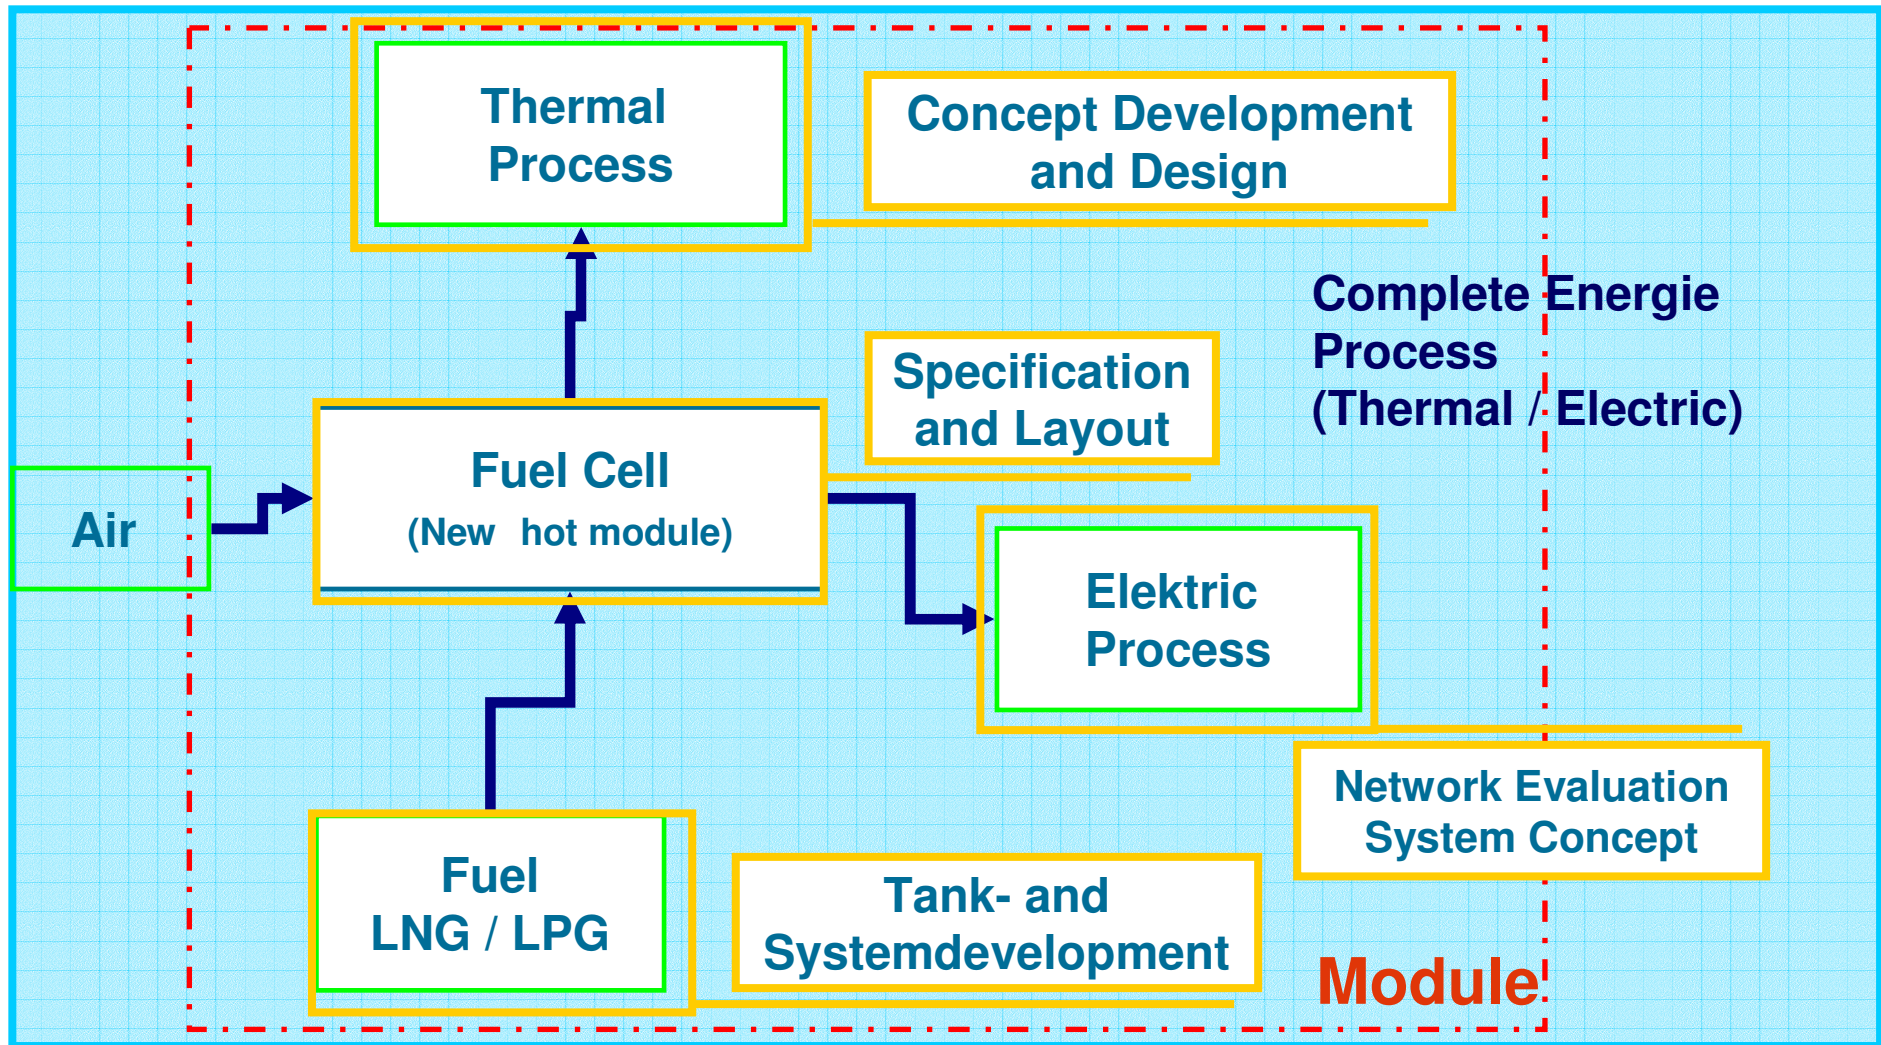 Thermal
Process
Concept Development
and Design
Complete Energie
Process
(Thermal / Electric)
Specification
and Layout
Fuel Cell
(New hot module)
Air
Elektric
Process
Network Evaluation
System Concept
Fuel
LNG / LPG
Tank- and
Systemdevelopment
Module